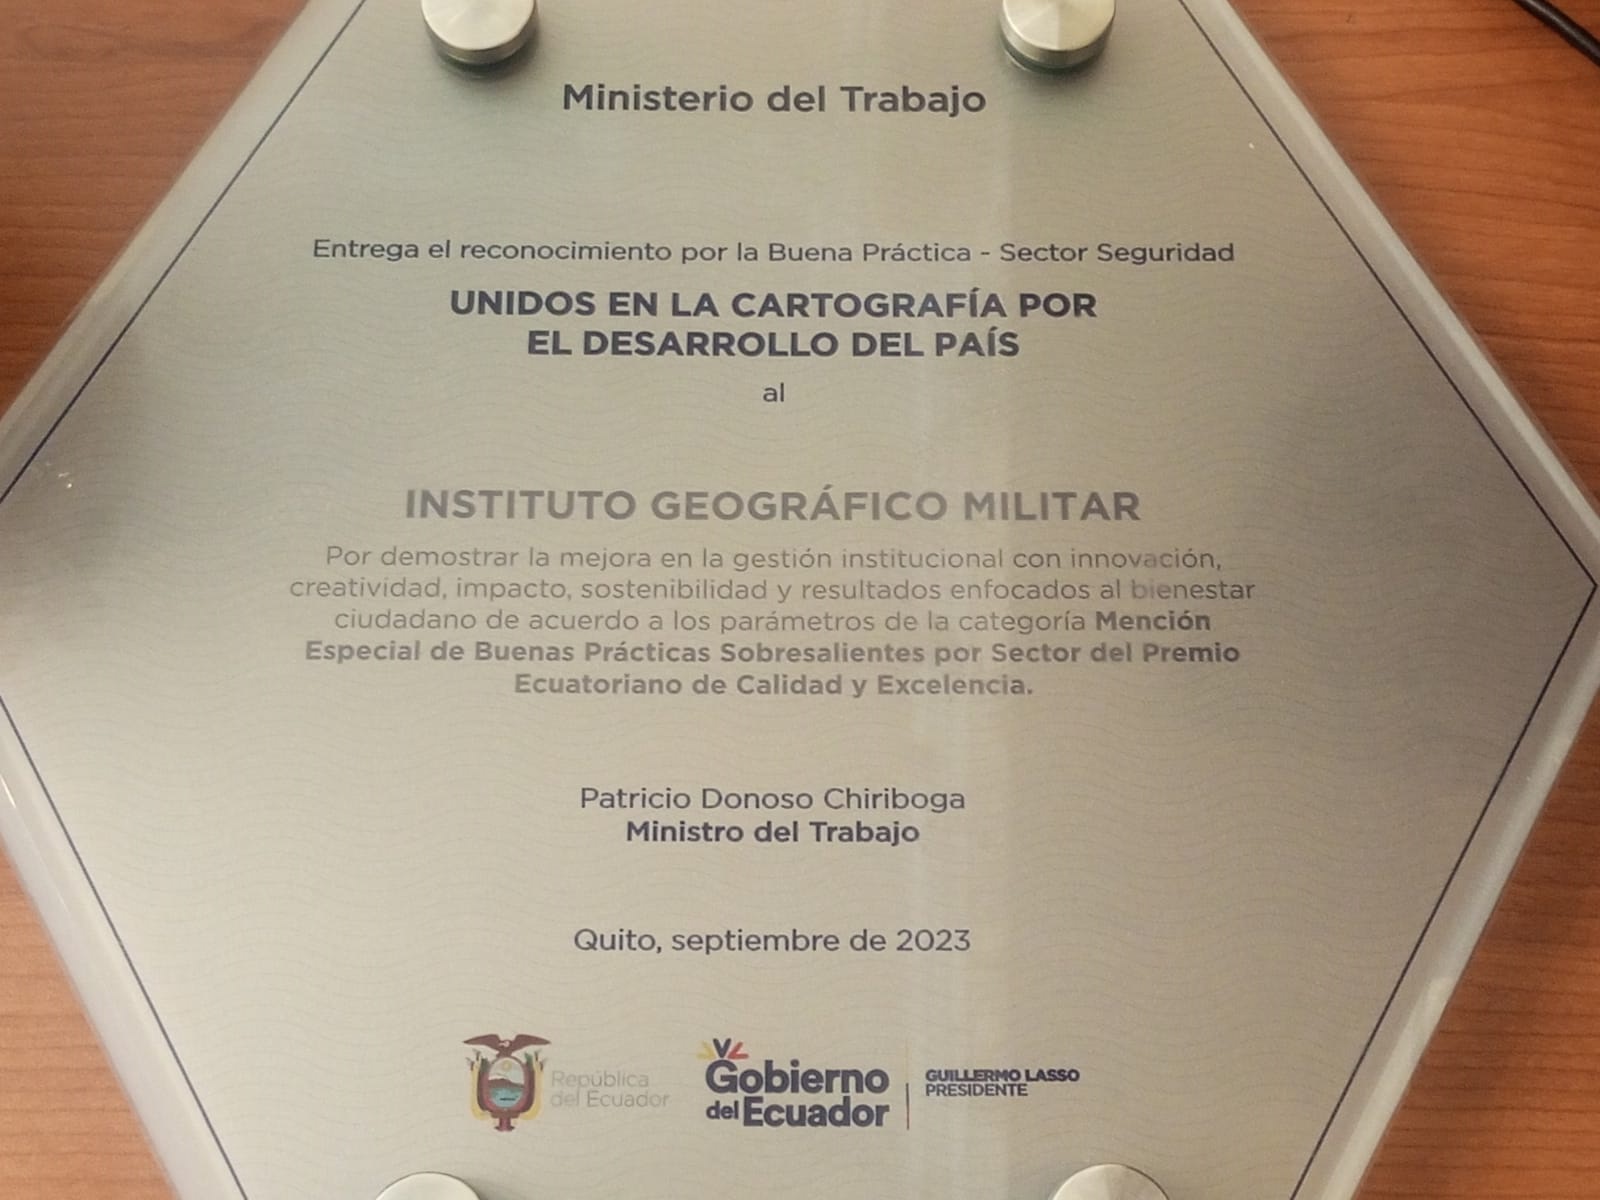 Ministerio del Trabajo
Entrega el reconocimiento por la Buena Práctica - Sector Seguridad
UNIDOS EN LA CARTOGRAFÍA POR
EL DESARROLLO DEL PAÍS
al
INSTITUTO GEOGRÁFICO MILITAR
Por demostrar la mejora en la gestión institucional con innovación,
creatividad, impacto, sostenibilidad y resultados enfocados al bienestar
ciudadano de acuerdo a los parámetros de la categoría Mención
Especial de Buenas Prácticas Sobresalientes por Sector del Premio
Ecuatoriano de Calidad y Excelencia.
Patricio Donoso Chiriboga
Ministro del Trabajo
Quito, septiembre de 2023
República
del Ecuador
Gobierno
del Ecuador
GUILLERMO LASSO
PRESIDENTE